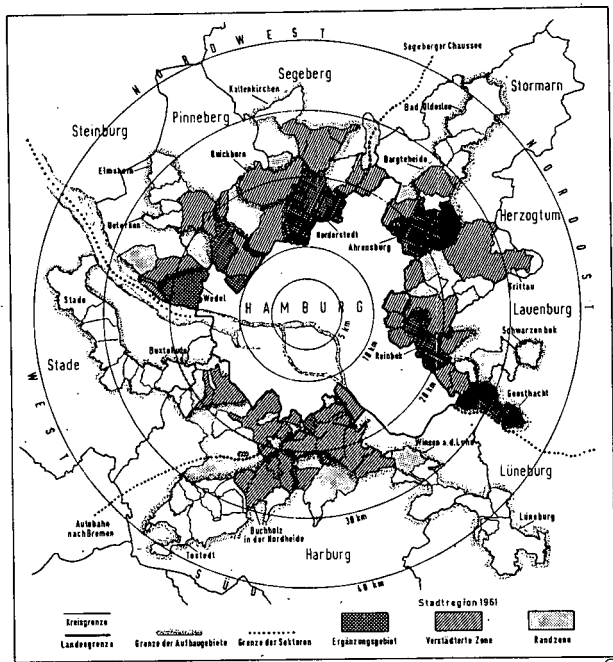 NORDWEST
Segeberger Chaussee
Segeberg
Stormarn
Kaltenkirchen
Bad Oldesloe
Pinneberg
Steinburg
Quickborn
Bargteheide
NORDOST
Elmshorn
Herzogtum
Uetersen
Norderstedt
Ahrensburg
Trittau
Wedel
HAMBURG
Lauenburg
Stade
5 km
Schwarzenbek
10 km
Buxtehude
Reinbek
Stade
20 km
Geesthacht
WEST
Winsen a.d. Luhe
Lüneburg
30 km
Lüneburg
Autobahn
nach Bremen
Buchholz
in der Nordheide
Tostedt
Harburg
SÜD
40 km
Stadtregion 1961
Kreisgrenze
Landesgrenze
Grenze der Aufbaugebiete
Grenze der Sektoren
Ergänzungsgebiet
Verstädterte Zone
Randzone